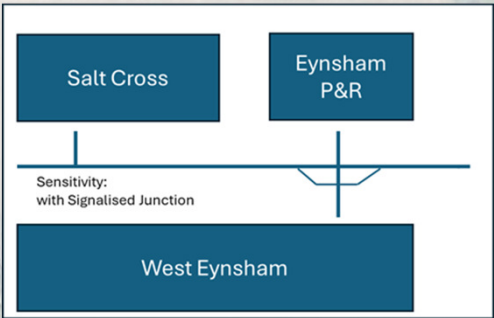 Salt Cross
Eynsham
P&R
Sensitivity:
with Signalised Junction
West Eynsham